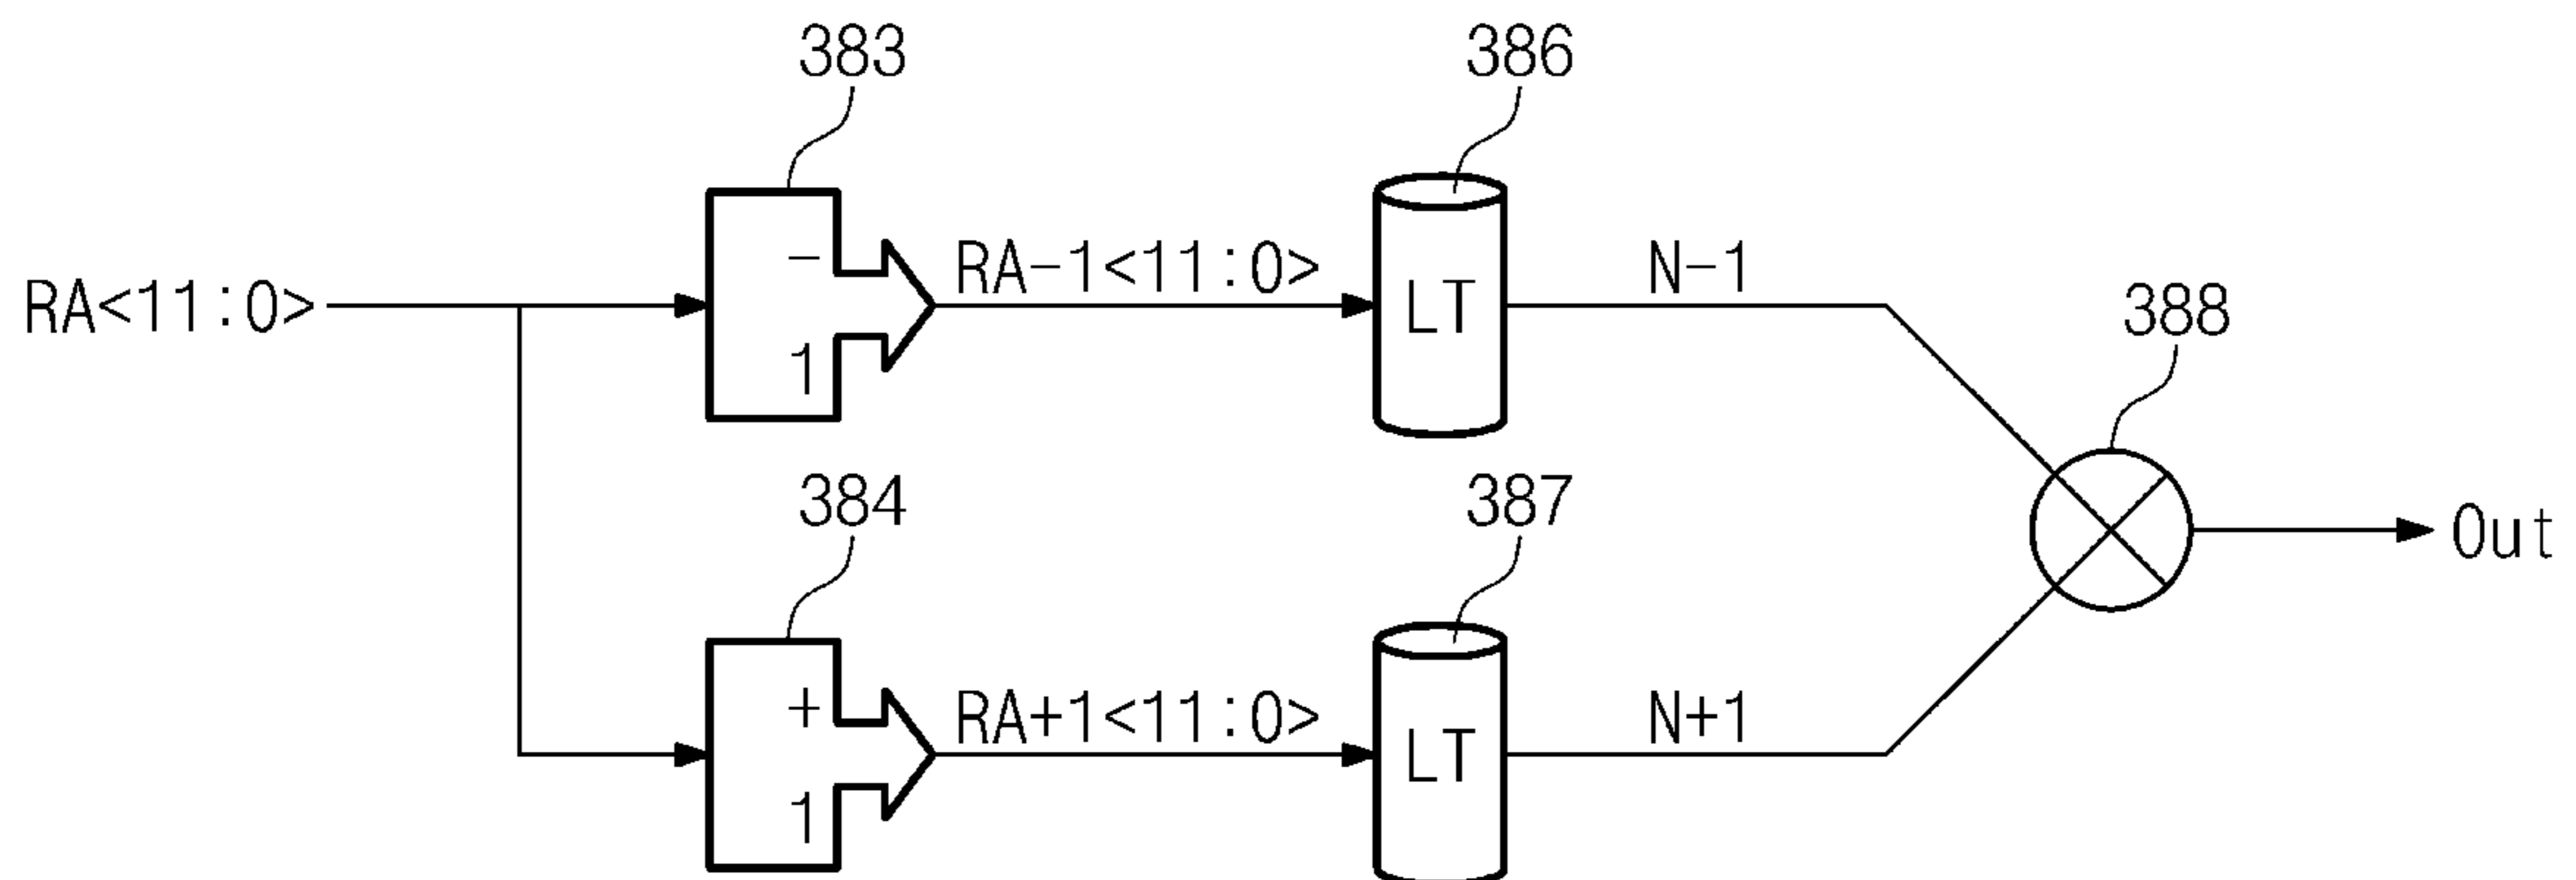 383
386
RA<11:0>
-
1
RA-1<11:0>
LT
N-1
388
Out
384
387
+
1
RA+1<11:0>
LT
N+1